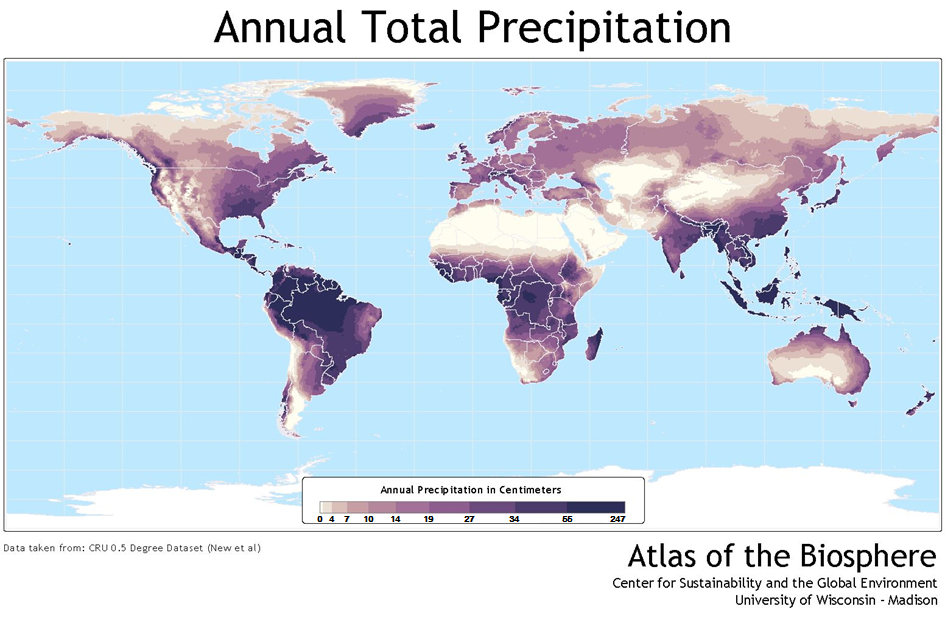 Annual Total Precipitation
Annual Precipitation in Centimeters
0 4 7 10 14 19 27 34 55 247
Data taken from: CRU 0.5 Degree Dataset (New et al)
Atlas of the Biosphere
Center for Sustainability and the Global Environment
University of Wisconsin - Madison